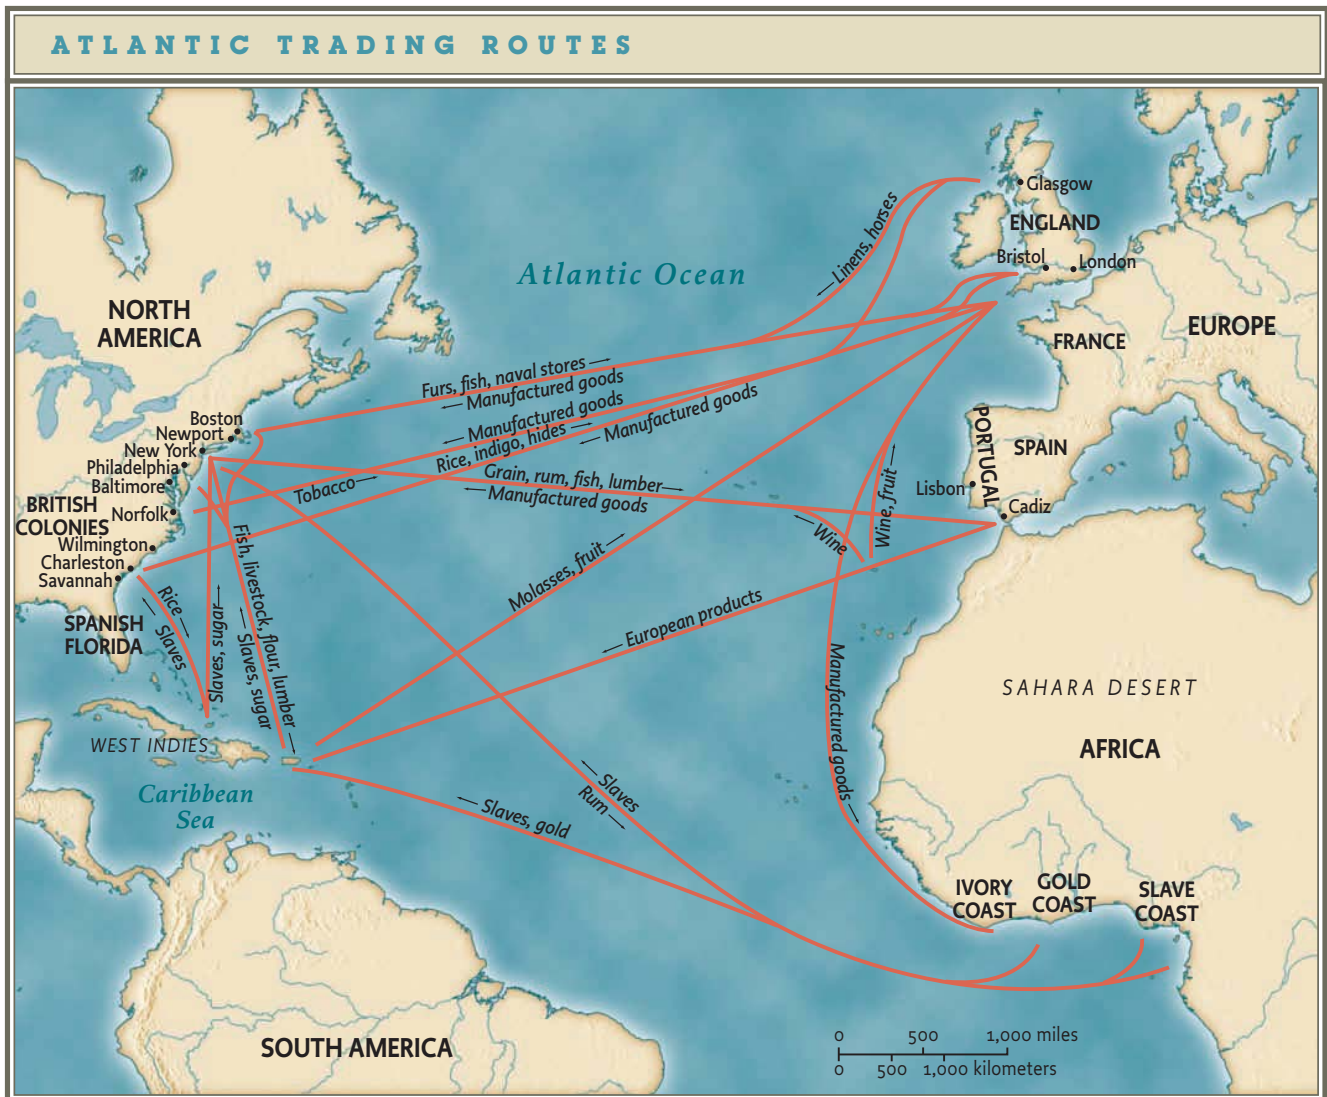 ATLANTIC TRADING ROUTES
Glasgow
ENGLAND
Linens, horses
Bristol
London
Atlantic Ocean
NORTH
AMERICA
EUROPE
FRANCE
Furs, fish, naval stores
Manufactured goods
Manufactured goods
Manufactured goods
Rice, indigo, hides
Boston
Newport
New York
Philadelphia
Baltimore
PORTUGAL
SPAIN
Grain, rum, fish, lumber
Manufactured goods
Tobacco
BRITISH
COLONIES
Norfolk
Lisbon
Cadiz
Wine, fruit
Wine
Wilmington
Charleston
Savannah
Fish, livestock, flour, lumber
Molasses, fruit
Rice
Slaves
Slaves, sugar
Slaves, sugar
European products
SPANISH
FLORIDA
Manufactured goods
SAHARA DESERT
WEST INDIES
AFRICA
Caribbean
Sea
Slaves
Rum
Slaves, gold
IVORY
COAST
GOLD
COAST
SLAVE
COAST
SOUTH AMERICA
0 500 1,000 miles
0 500 1,000 kilometers